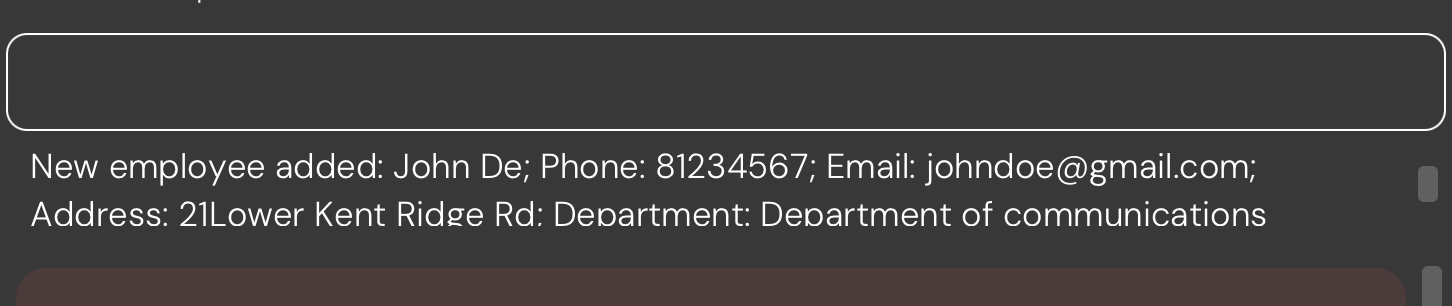 New employee added: John De; Phone: 81234567; Email: johndoe@gmail.com;
Address: 21Lower Kent Ridge Rd; Department: Department of communications